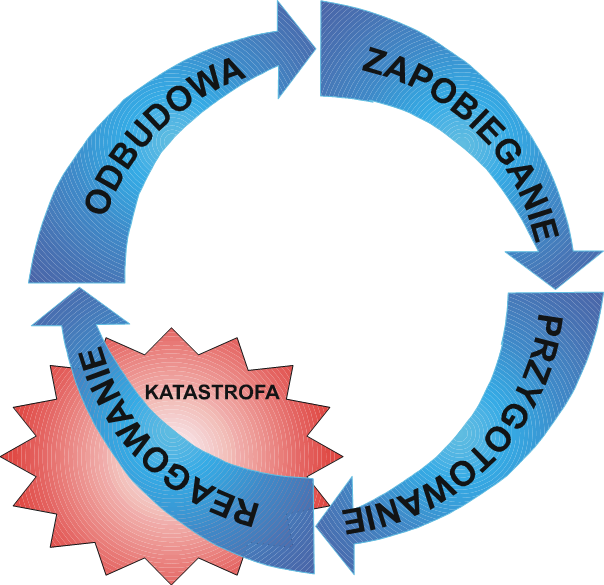 ODBUDOWA
ZAPOBIEGANIE
PRZYGOTOWANIE
REAGOWANIE
KATASTROFA